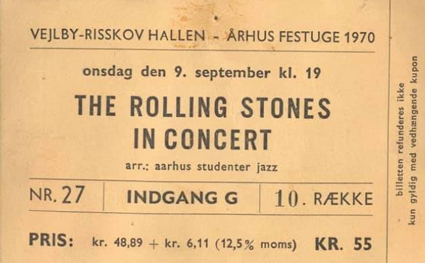 VEJLBY-RISSKOV HALLEN - ÅRHUS FESTUGE 1970
onsdag den 9. september kl. 19
THE ROLLING STONES
IN CONCERT
arr.: aarhus studenter jazz
NR. 27 INDGANG G 10. RÆKKE
PRIS: kr. 48,89 + kr. 6,11 (12,5% moms) KR. 55
billetten refunderes ikke
kun gyldig med vedhængende kupon